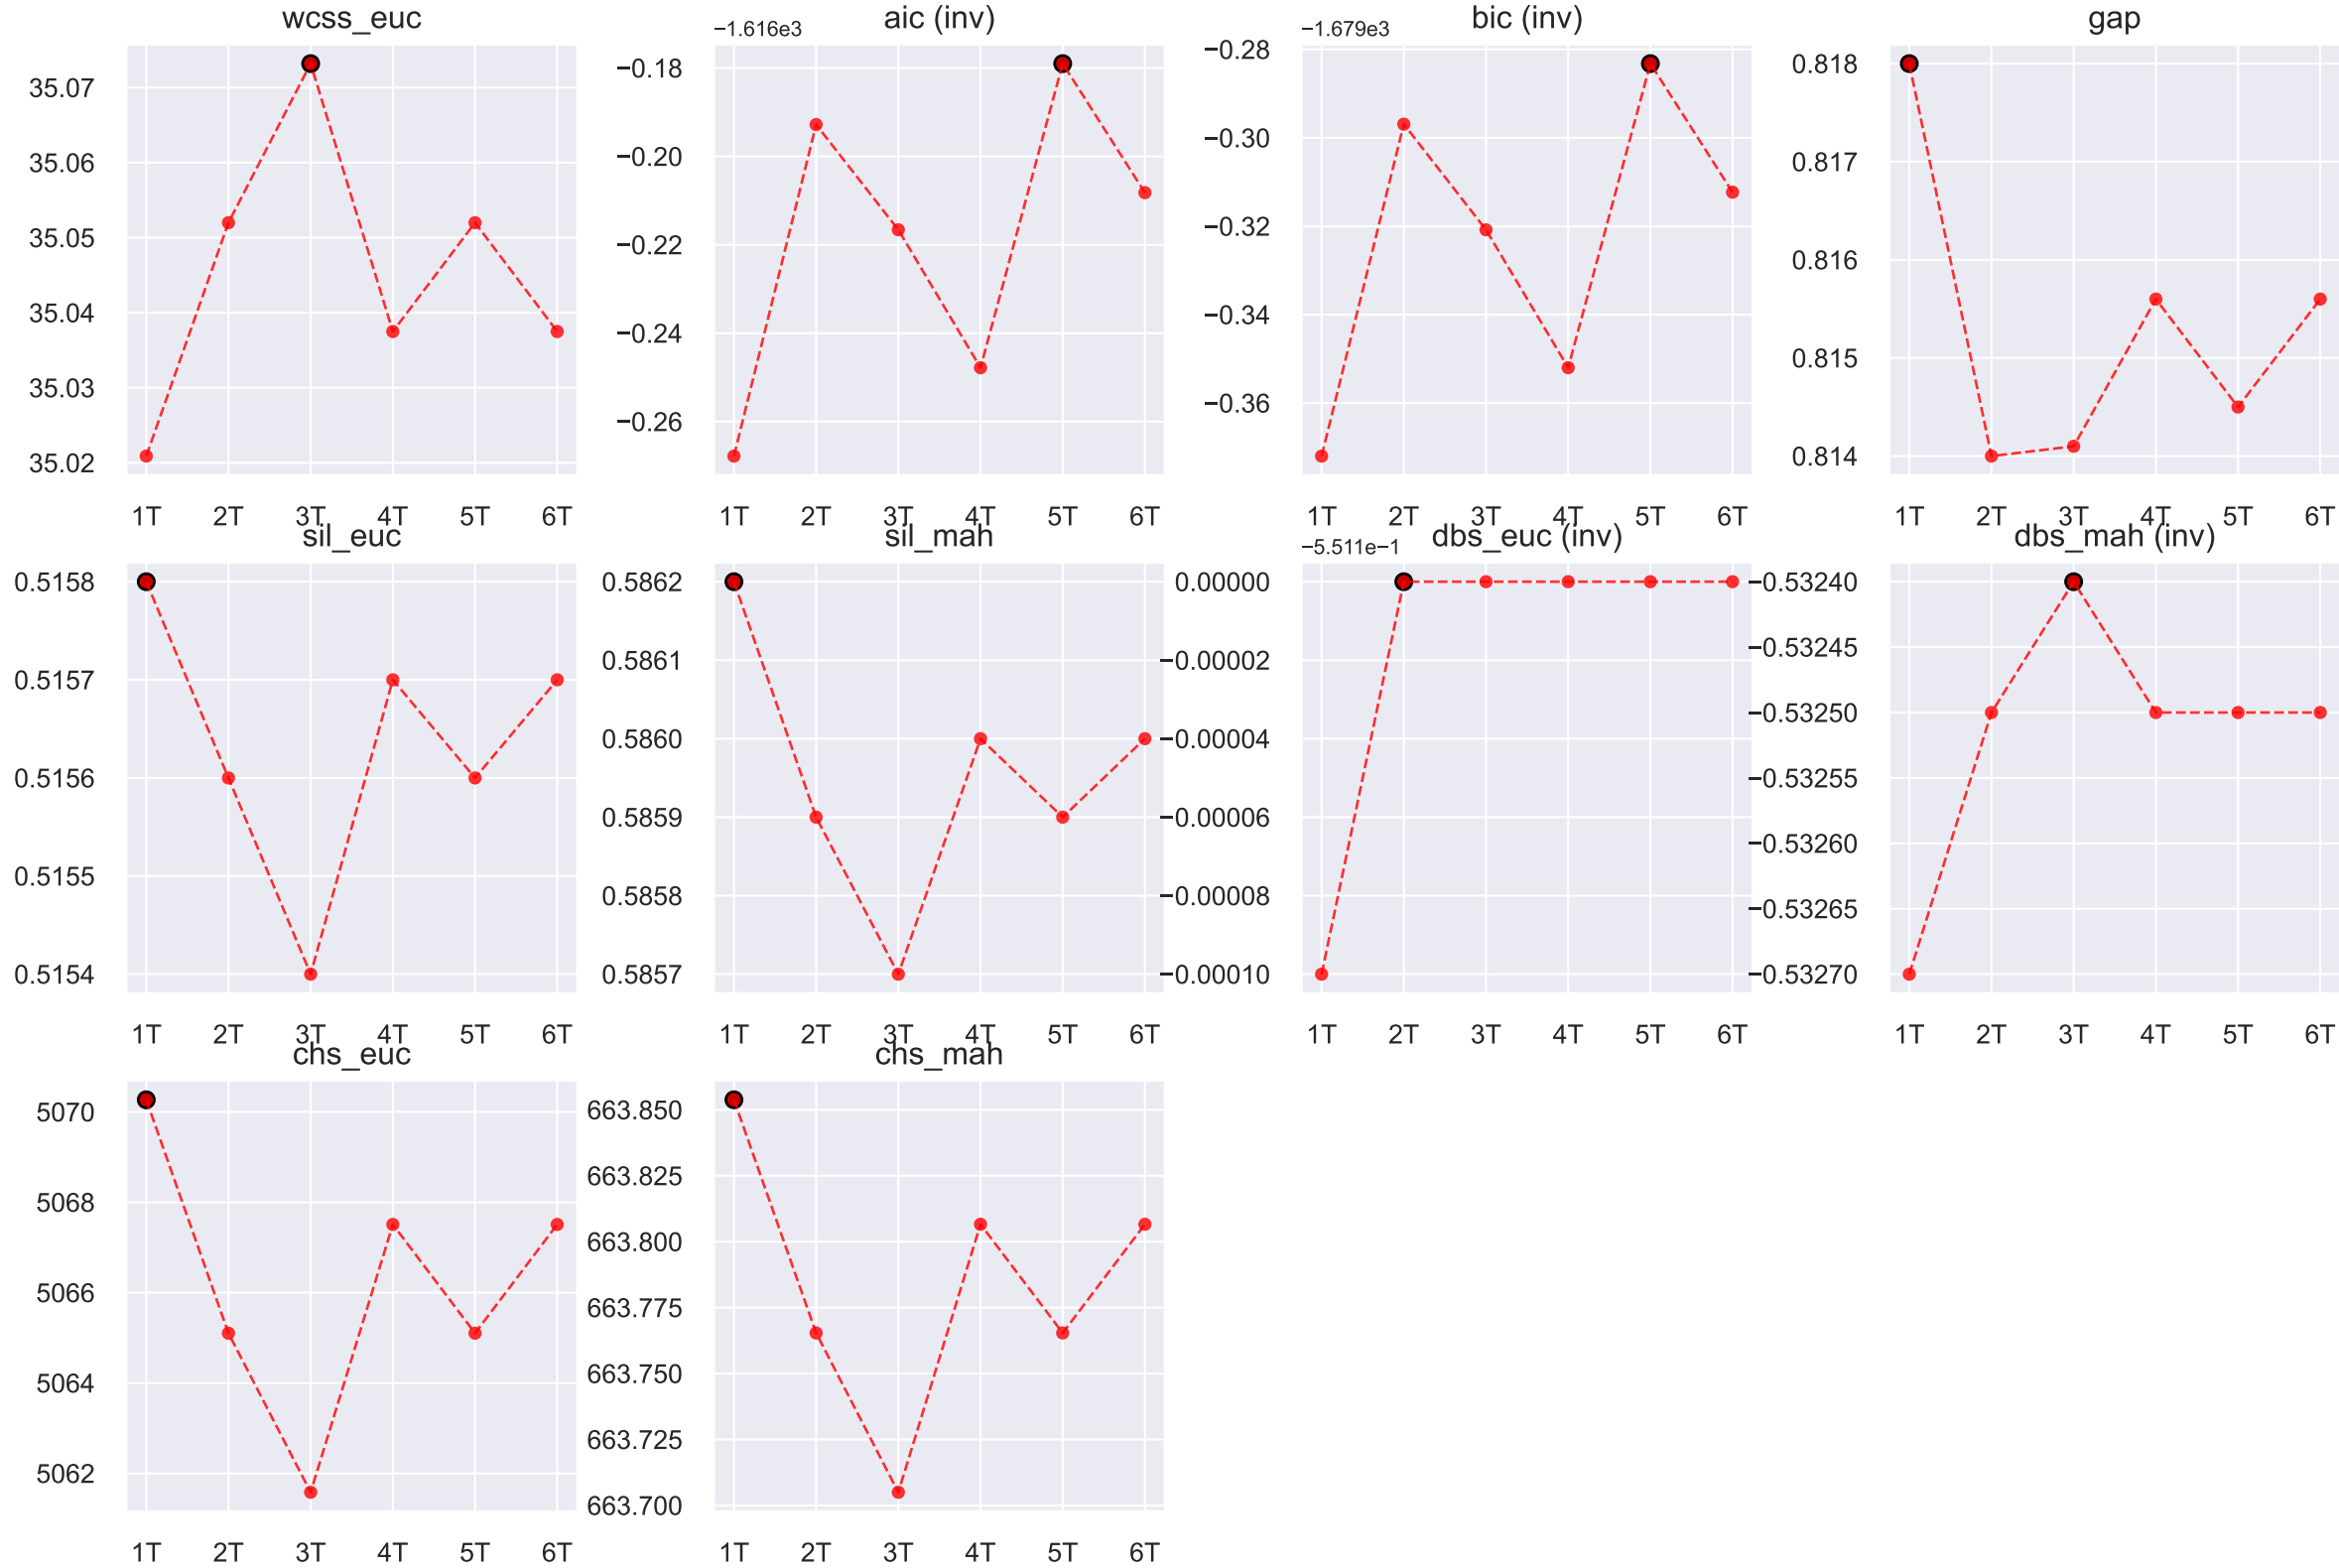 wcss_euc
35.07
35.06
35.05
35.04
35.03
35.02
1T 2T 3T 4T 5T 6T
aic (inv)
−1.616e3
−0.18
−0.20
−0.22
−0.24
−0.26
1T 2T 3T 4T 5T 6T
bic (inv)
−1.679e3
−0.28
−0.30
−0.32
−0.34
−0.36
1T 2T 3T 4T 5T 6T
gap
0.818
0.817
0.816
0.815
0.814
1T 2T 3T 4T 5T 6T
sil_euc
0.5158
0.5157
0.5156
0.5155
0.5154
1T 2T 3T 4T 5T 6T
sil_mah
0.5862
0.5861
0.5860
0.5859
0.5858
0.5857
1T 2T 3T 4T 5T 6T
dbs_euc (inv)
−5.511e−1
0.00000
−0.00002
−0.00004
−0.00006
−0.00008
−0.00010
1T 2T 3T 4T 5T 6T
dbs_mah (inv)
−0.53240
−0.53245
−0.53250
−0.53255
−0.53260
−0.53265
−0.53270
1T 2T 3T 4T 5T 6T
chs_euc
5070
5068
5066
5064
5062
1T 2T 3T 4T 5T 6T
chs_mah
663.850
663.825
663.800
663.775
663.750
663.725
663.700
1T 2T 3T 4T 5T 6T